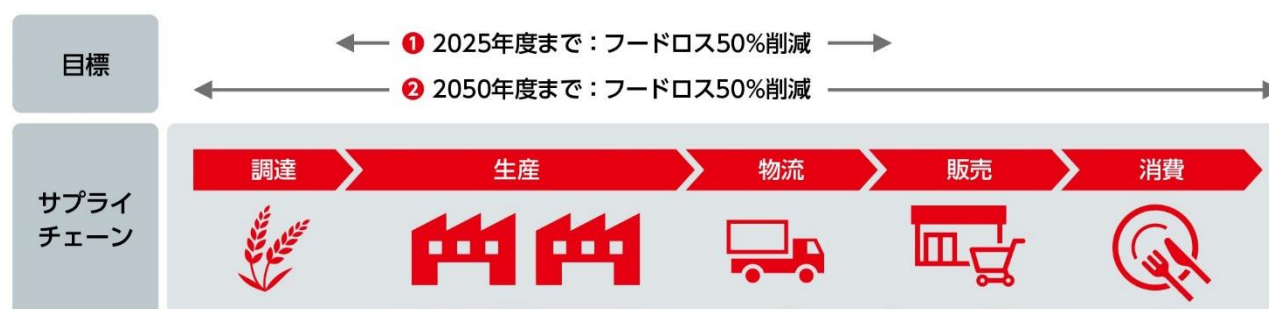 目標
❶ 2025年度まで：フードロス50%削減
❷ 2050年度まで：フードロス50%削減
サプライ
チェーン
調達
生産
物流
販売
消費